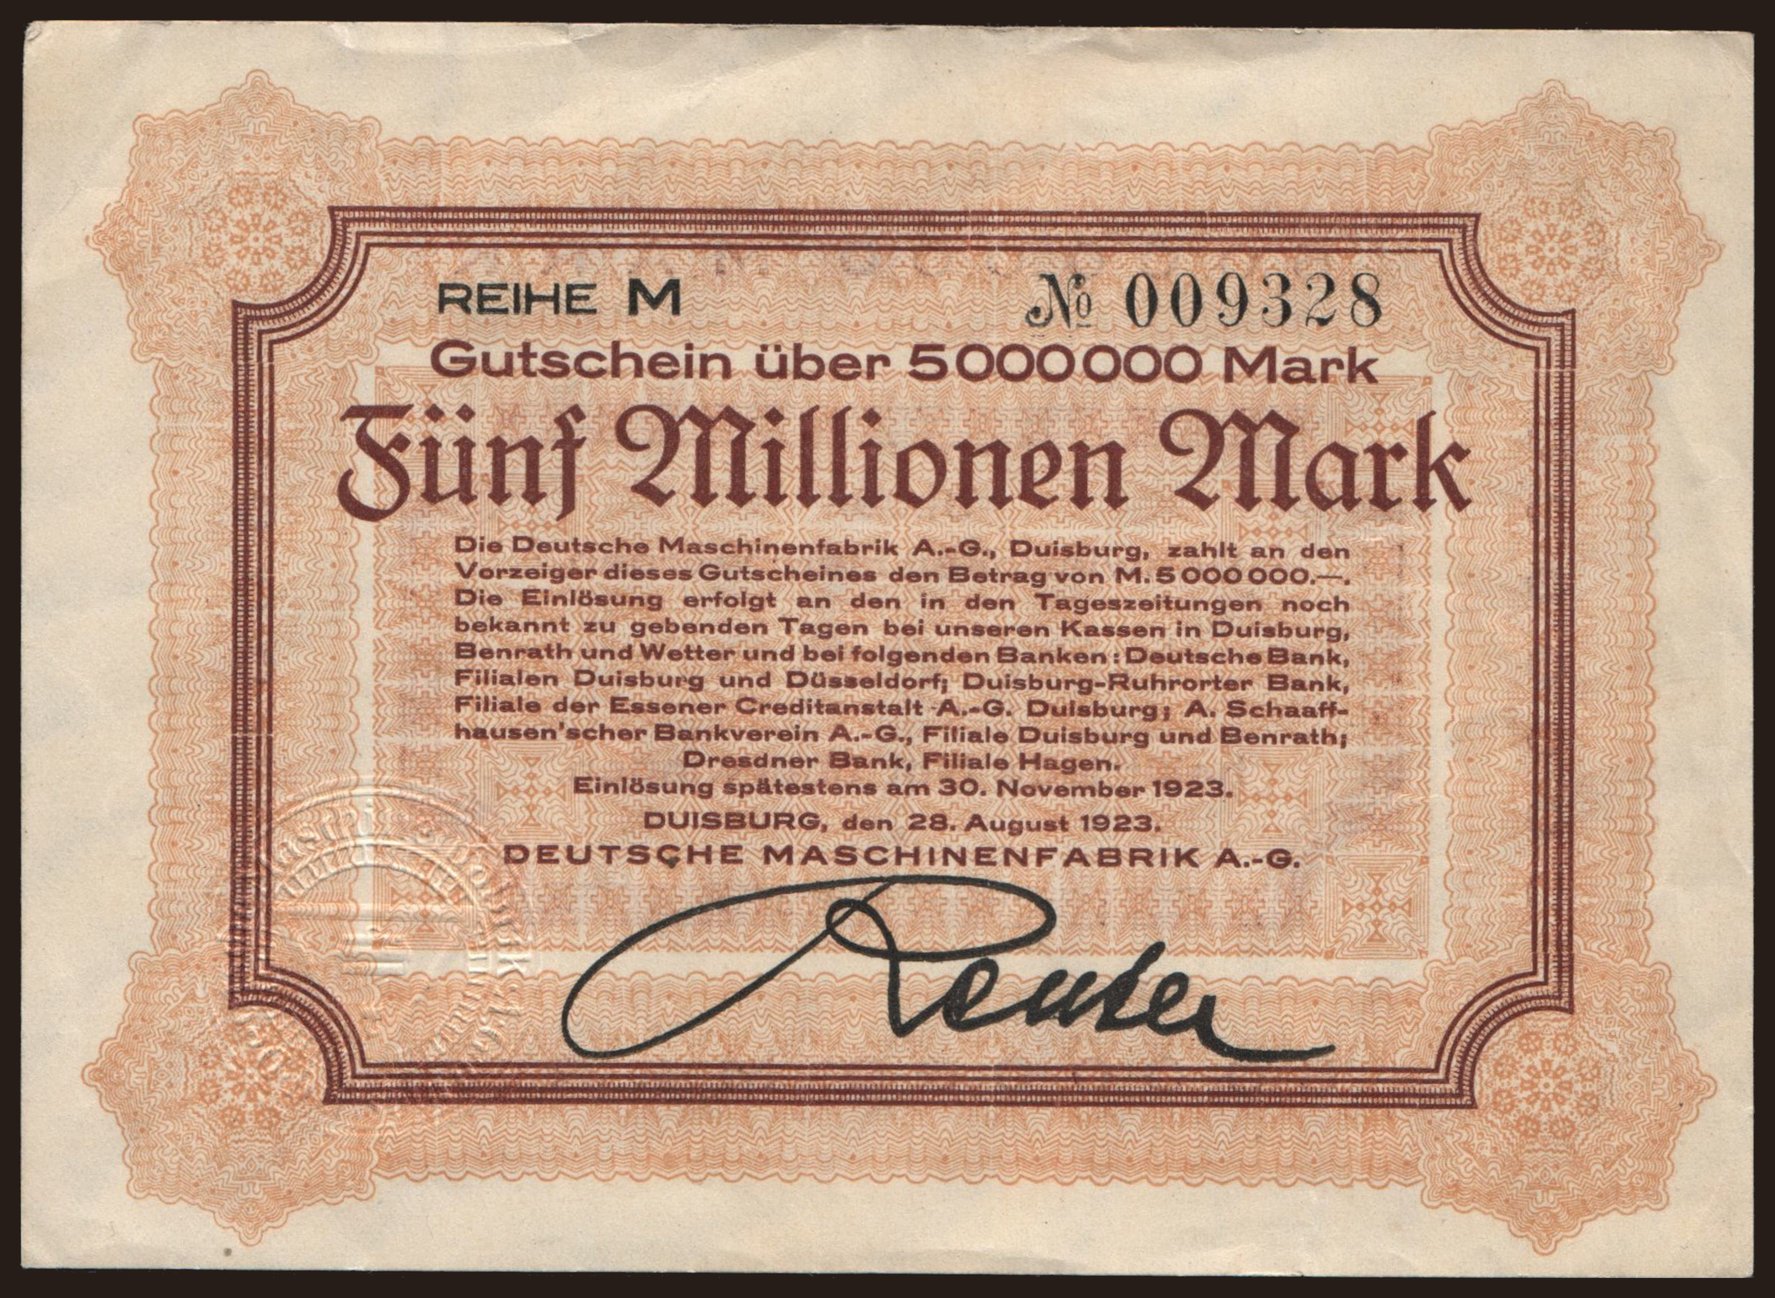 REIHE M № 009328
Gutschein über 5000000 Mark
Fünf Millionen Mark
Die Deutsche Maschinenfabrik A.-G., Duisburg, zahlt an den
Vorzeiger dieses Gutscheines den Betrag von M. 5000000.—.
Die Einlösung erfolgt an den in den Tageszeitungen noch
bekannt zu gebenden Tagen bei unseren Kassen in Duisburg,
Benrath und Wetter und bei folgenden Banken: Deutsche Bank,
Filialen Duisburg und Düsseldorf; Duisburg-Ruhrorter Bank,
Filiale der Essener Creditanstalt A.-G. Duisburg; A. Schaaff-
hausen'scher Bankverein A.-G., Filiale Duisburg und Benrath;
Dresdner Bank, Filiale Hagen.
Einlösung spätestens am 30. November 1923.
DUISBURG, den 28. August 1923.
DEUTSCHE MASCHINENFABRIK A.-G.
Reuter